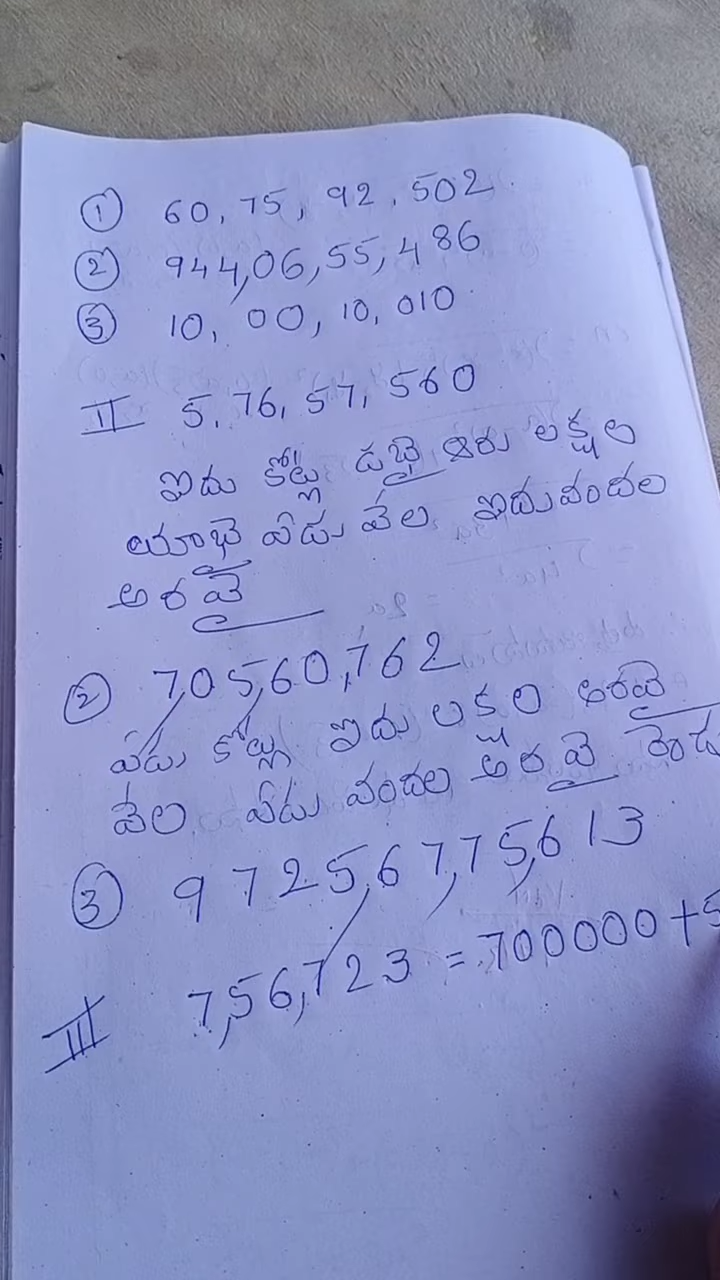 ① 60, 75, 92, 502
② 944,06,55,486
③ 10, 00, 10, 010
II 5, 76, 57, 560
ఐదు కోట్ల డబ్భై ఆరు లక్షల
యాభై ఏడు వేల ఐదువందల
అరవై
② 7,05,60,762
ఏడు కోట్లు ఐదు లక్షల అరవై
వేల ఏడు వందల అరవై రెండు
③ 9725,67,75,613
III 7,56,723 = 700000 + 5